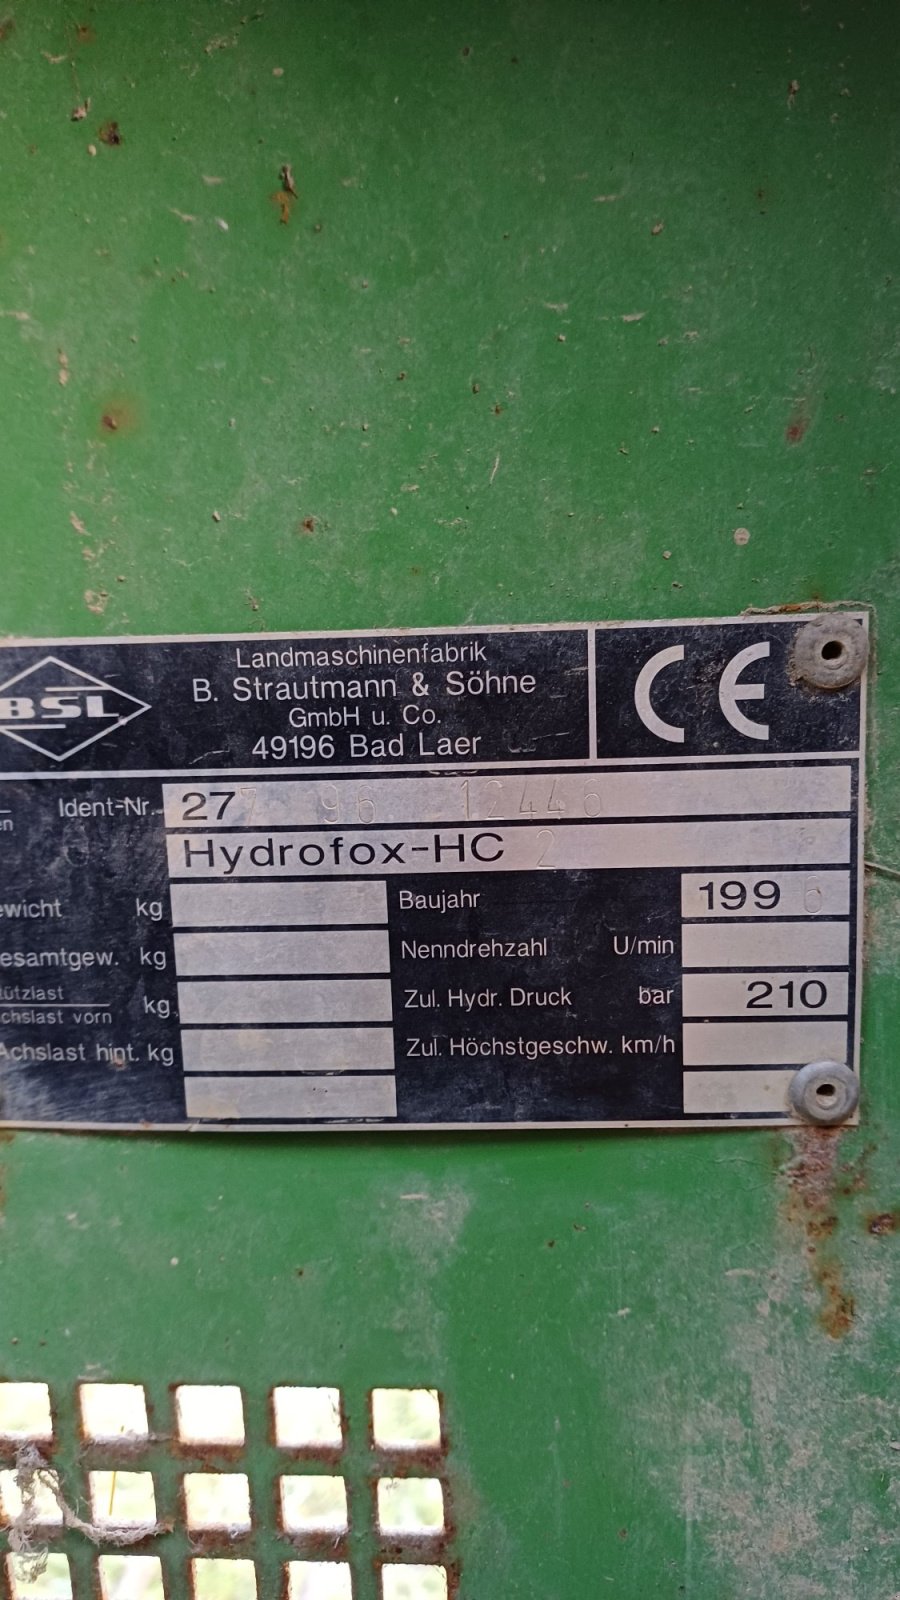 BSL
Landmaschinenfabrik
B. Strautmann & Söhne
GmbH u. Co.
49196 Bad Laer
CE
Ident-Nr. 277 96 12446
Hydrofox-HC 2
ewicht kg
Baujahr 1996
esamtgew. kg
Nenndrehzahl U/min
ützlast
chslast vorn kg
Zul. Hydr. Druck bar 210
Achslast hint. kg
Zul. Höchstgeschw. km/h